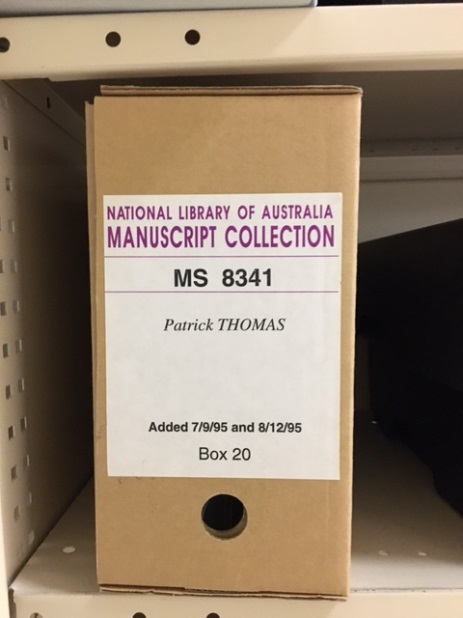 NATIONAL LIBRARY OF AUSTRALIA
MANUSCRIPT COLLECTION
MS 8341
Patrick THOMAS
Added 7/9/95 and 8/12/95
Box 20